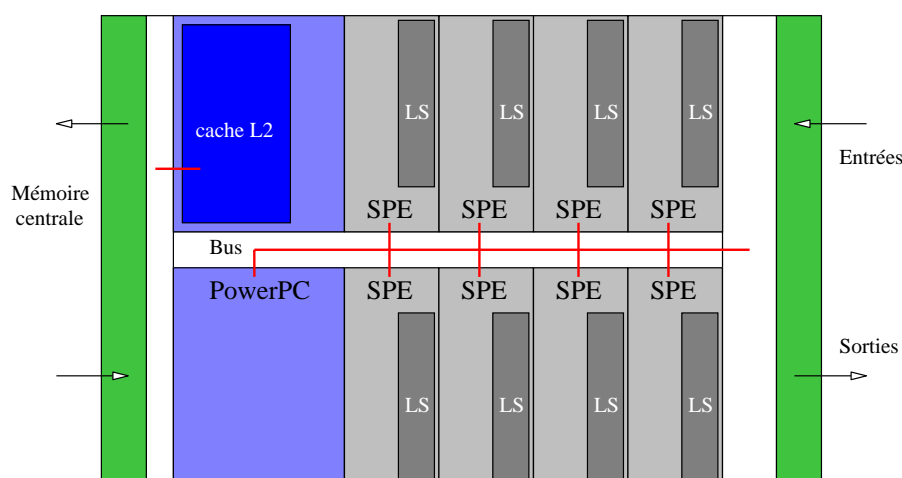 LS LS LS LS
cache L2
Entrées
Mémoire
centrale
SPE SPE SPE SPE
Bus
PowerPC SPE SPE SPE SPE
Sorties
LS LS LS LS